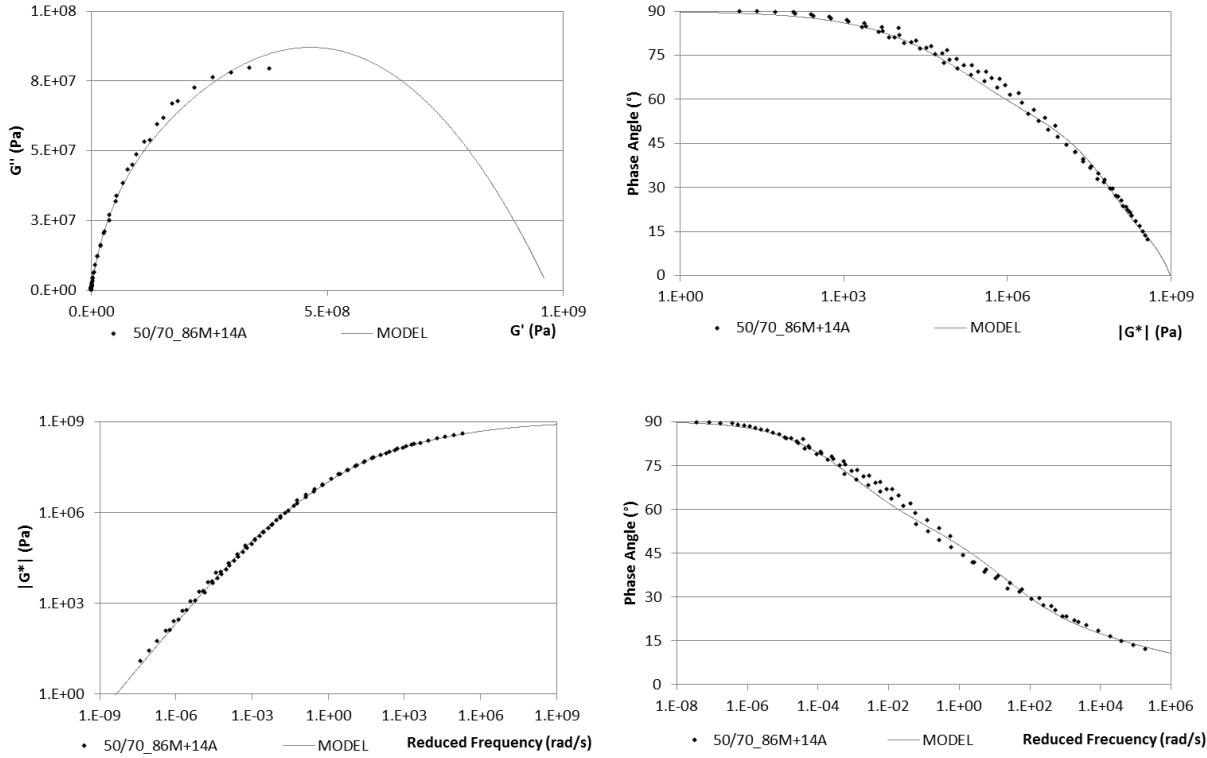 1.E+08
8.E+07
5.E+07
3.E+07
0.E+00
G'' (Pa)
0.E+00
5.E+08
1.E+09
50/70_86M+14A
MODEL
G' (Pa)
90
75
60
45
30
15
0
Phase Angle (°)
1.E+00
1.E+03
1.E+06
1.E+09
50/70_86M+14A
MODEL
|G*| (Pa)
1.E+09
1.E+06
1.E+03
1.E+00
|G*| (Pa)
1.E-09
1.E-06
1.E-03
1.E+00
1.E+03
1.E+06
1.E+09
50/70_86M+14A
MODEL
Reduced Frequency (rad/s)
90
75
60
45
30
15
0
Phase Angle (°)
1.E-08
1.E-06
1.E-04
1.E-02
1.E+00
1.E+02
1.E+04
1.E+06
50/70_86M+14A
MODEL
Reduced Frecuency (rad/s)